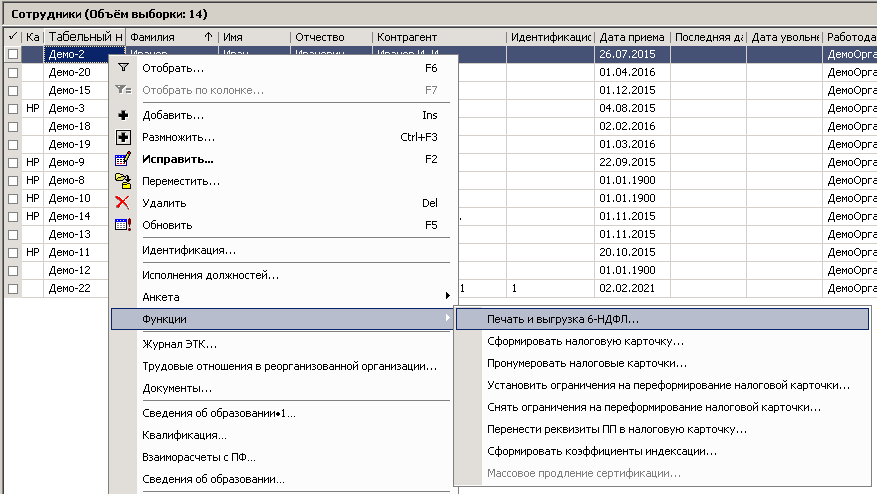 Сотрудники (Объём выборки: 14)
Ка Табельный н Фамилия Имя Отчество Контрагент Идентификацио Дата приема Последняя да Дата увольне Работода
Демо-2 26.07.2015 ДемоОрга
Демо-20 01.04.2016 ДемоОрга
Демо-15 01.12.2015 ДемоОрга
НР Демо-3 04.08.2015 ДемоОрга
Демо-18 02.02.2016 ДемоОрга
Демо-19 01.03.2016 ДемоОрга
НР Демо-9 22.09.2015 ДемоОрга
НР Демо-8 01.01.1900 ДемоОрга
НР Демо-10 01.01.1900 ДемоОрга
НР Демо-14 01.11.2015 ДемоОрга
Демо-13 01.11.2015 ДемоОрга
НР Демо-11 20.10.2015 ДемоОрга
Демо-12 01.01.1900 ДемоОрга
Демо-22 1 1 02.02.2021 ДемоОрга
Отобрать... F6
Отобрать по колонке... F7
Добавить... Ins
Размножить... Ctrl+F3
Исправить... F2
Переместить...
Удалить Del
Обновить F5
Идентификация...
Исполнения должностей...
Анкета
Функции
Журнал ЭТК...
Трудовые отношения в реорганизованной организации...
Документы...
Сведения об образовании•1...
Квалификация...
Взаиморасчеты с ПФ...
Сведения об образовании...
Печать и выгрузка 6-НДФЛ...
Сформировать налоговую карточку...
Пронумеровать налоговые карточки...
Установить ограничения на переформирование налоговой карточки...
Снять ограничения на переформирование налоговой карточки...
Перенести реквизиты ПП в налоговую карточку...
Сформировать коэффициенты индексации...
Массовое продление сертификации...